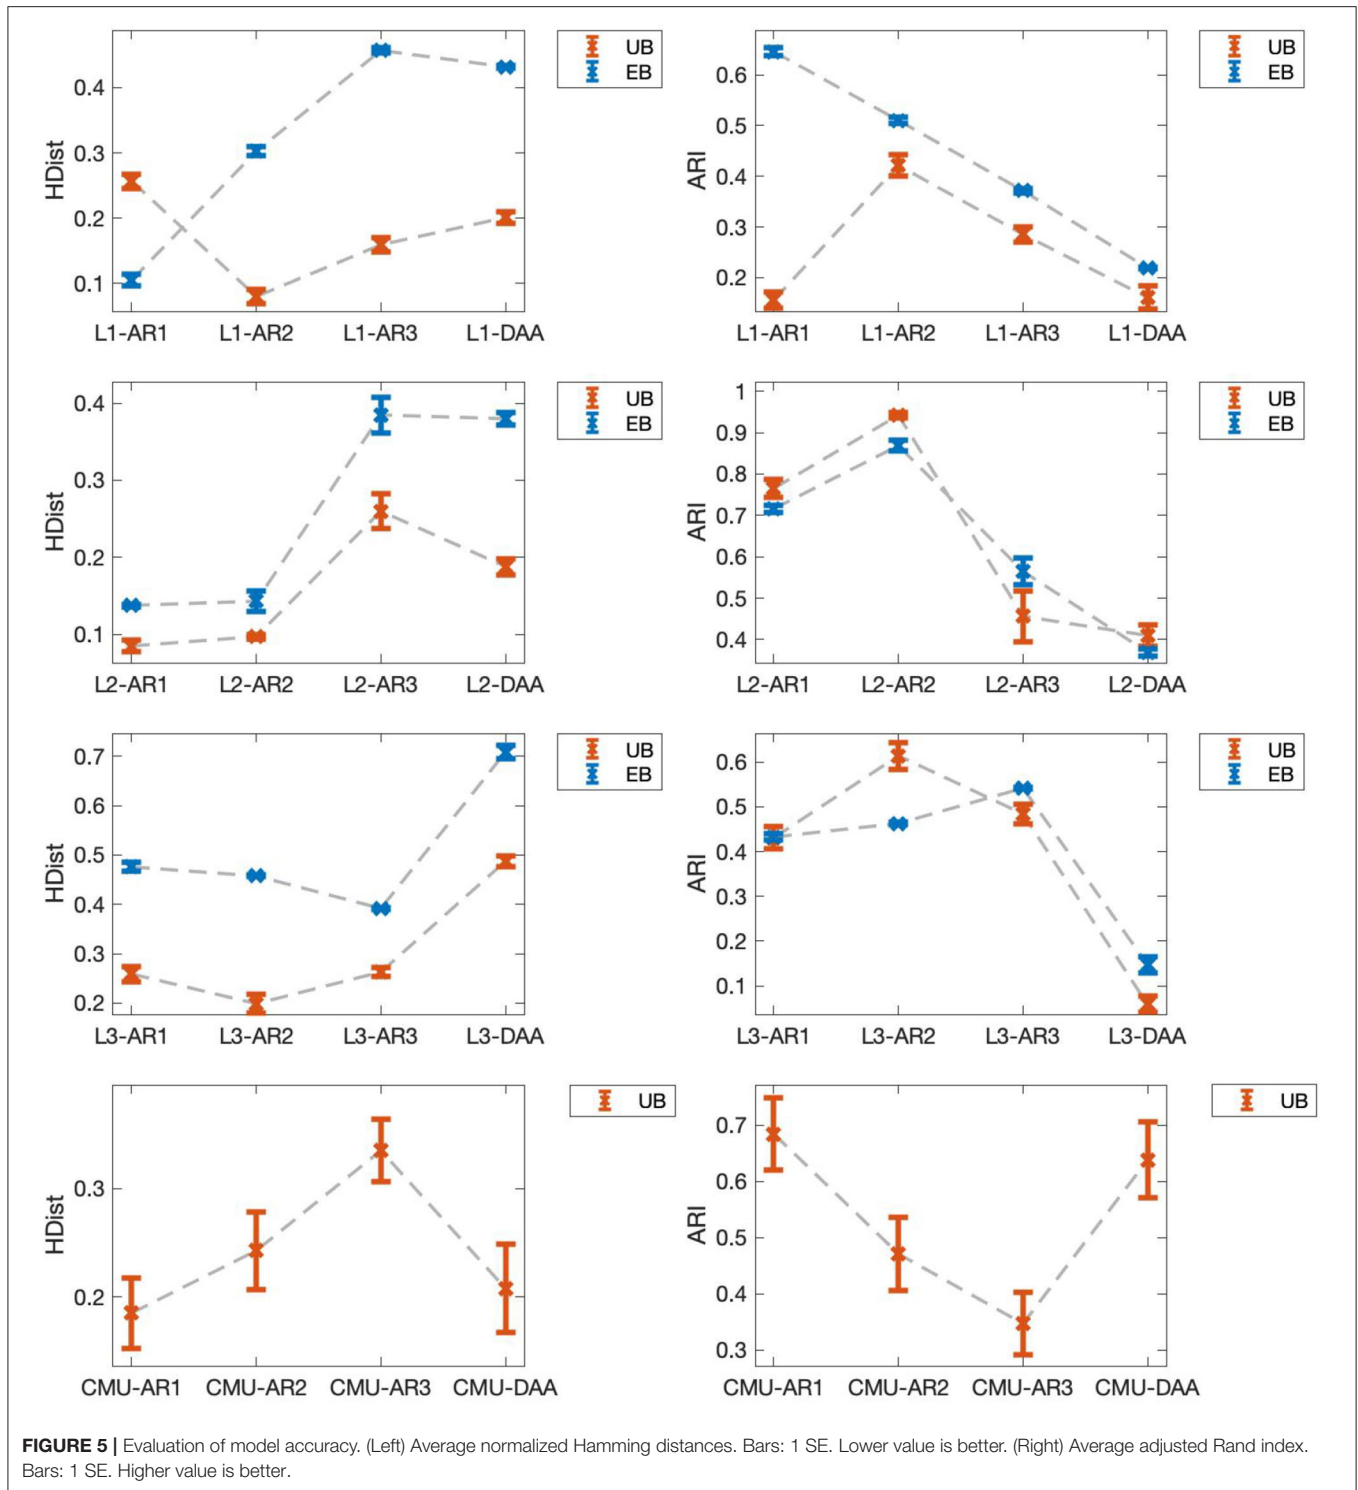 UB
EB
0.4
0.3
0.2
0.1
HDist
L1-AR1 L1-AR2 L1-AR3 L1-DAA
UB
EB
0.6
0.5
0.4
0.3
0.2
ARI
L1-AR1 L1-AR2 L1-AR3 L1-DAA
UB
EB
0.4
0.3
0.2
0.1
HDist
L2-AR1 L2-AR2 L2-AR3 L2-DAA
UB
EB
1
0.9
0.8
0.7
0.6
0.5
0.4
ARI
L2-AR1 L2-AR2 L2-AR3 L2-DAA
UB
EB
0.7
0.6
0.5
0.4
0.3
0.2
HDist
L3-AR1 L3-AR2 L3-AR3 L3-DAA
UB
EB
0.6
0.5
0.4
0.3
0.2
0.1
ARI
L3-AR1 L3-AR2 L3-AR3 L3-DAA
UB
0.3
0.2
HDist
CMU-AR1 CMU-AR2 CMU-AR3 CMU-DAA
UB
0.7
0.6
0.5
0.4
0.3
ARI
CMU-AR1 CMU-AR2 CMU-AR3 CMU-DAA
FIGURE 5 | Evaluation of model accuracy. (Left) Average normalized Hamming distances. Bars: 1 SE. Lower value is better. (Right) Average adjusted Rand index.
Bars: 1 SE. Higher value is better.